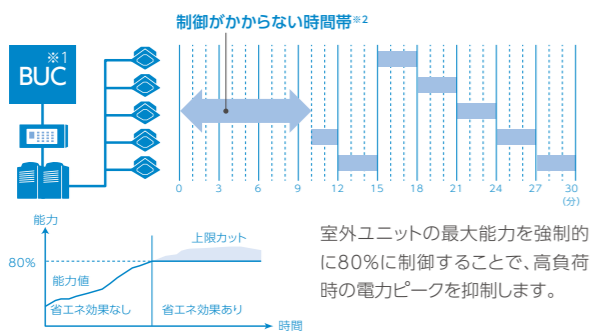 制御がかからない時間帯※2
※1
BUC
0 3 6 9 12 15 18 21 24 27 30
(分)
能力
上限カット
80%
能力値
省エネ効果なし 省エネ効果あり
時間
室外ユニットの最大能力を強制的
に80%に制御することで、高負荷
時の電力ピークを抑制します。